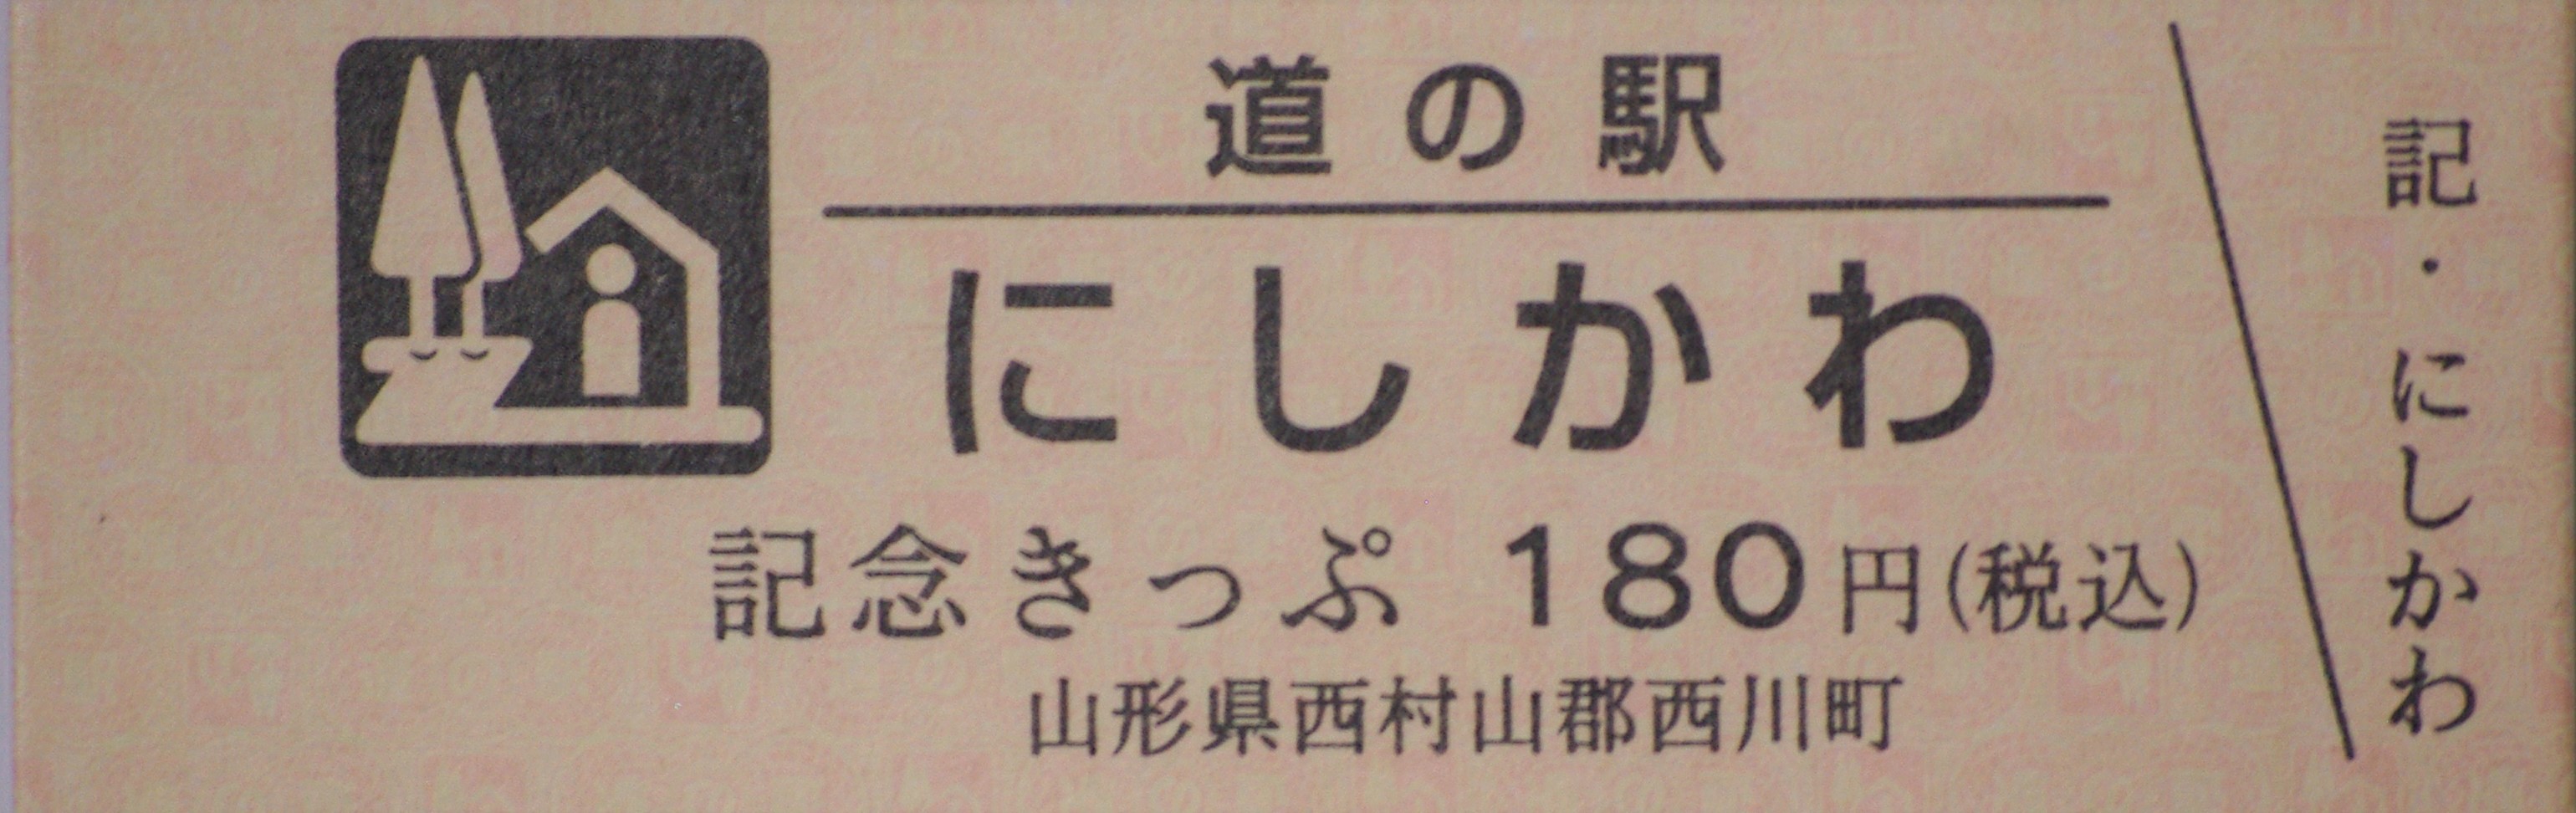 道の駅
にしかわ
記念きっぷ 180円(税込)
山形県西村山郡西川町
記・にしかわ